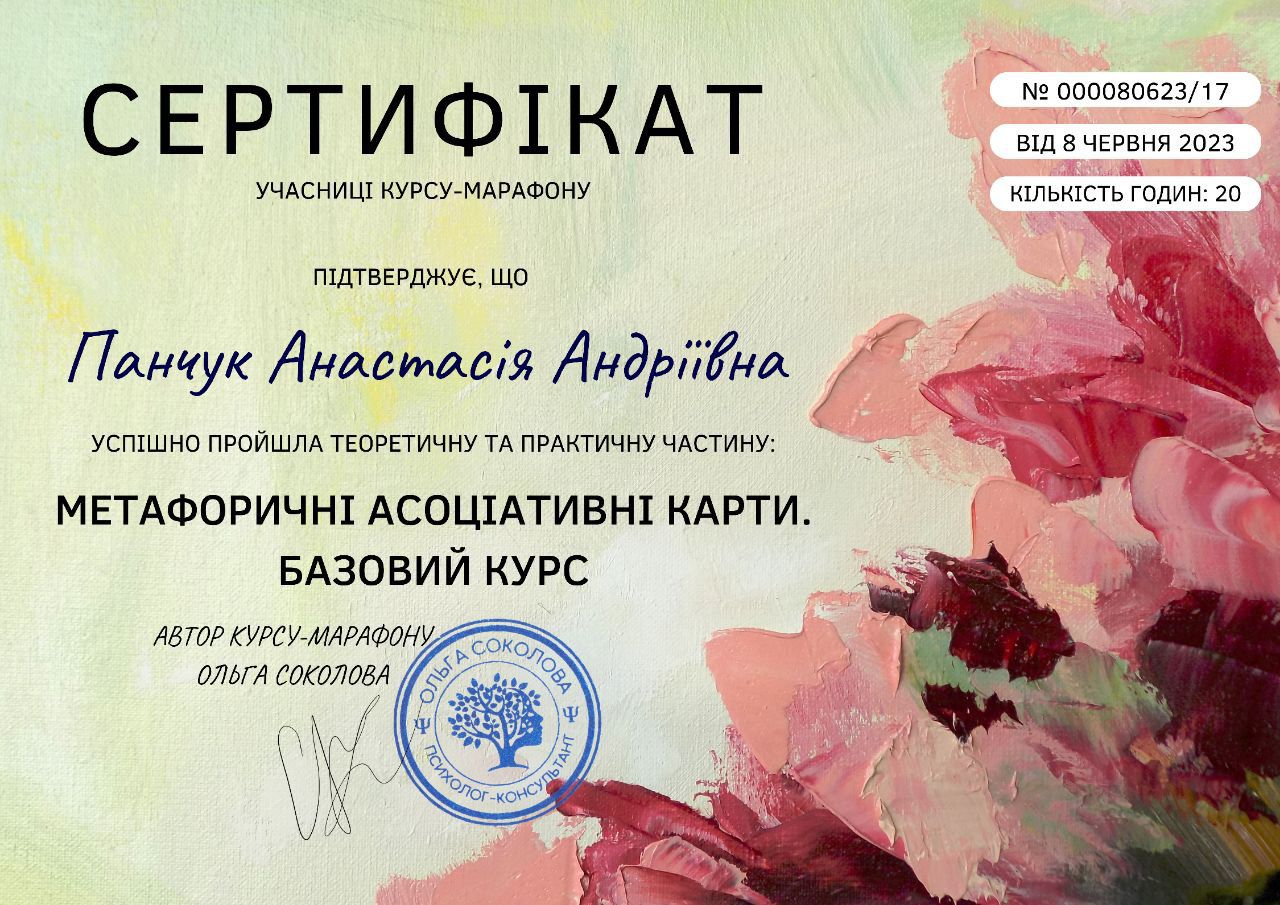 СЕРТИФІКАТ
УЧАСНИЦІ КУРСУ-МАРАФОНУ
№ 000080623/17
ВІД 8 ЧЕРВНЯ 2023
КІЛЬКІСТЬ ГОДИН: 20
ПІДТВЕРДЖУЄ, ЩО
Панчук Анастасія Андріївна
УСПІШНО ПРОЙШЛА ТЕОРЕТИЧНУ ТА ПРАКТИЧНУ ЧАСТИНУ:
МЕТАФОРИЧНІ АСОЦІАТИВНІ КАРТИ.
БАЗОВИЙ КУРС
АВТОР КУРСУ-МАРАФОНУ
ОЛЬГА СОКОЛОВА
ОЛЬГА СОКОЛОВА
Ψ Ψ
ПСИХОЛОГ-КОНСУЛЬТАНТ